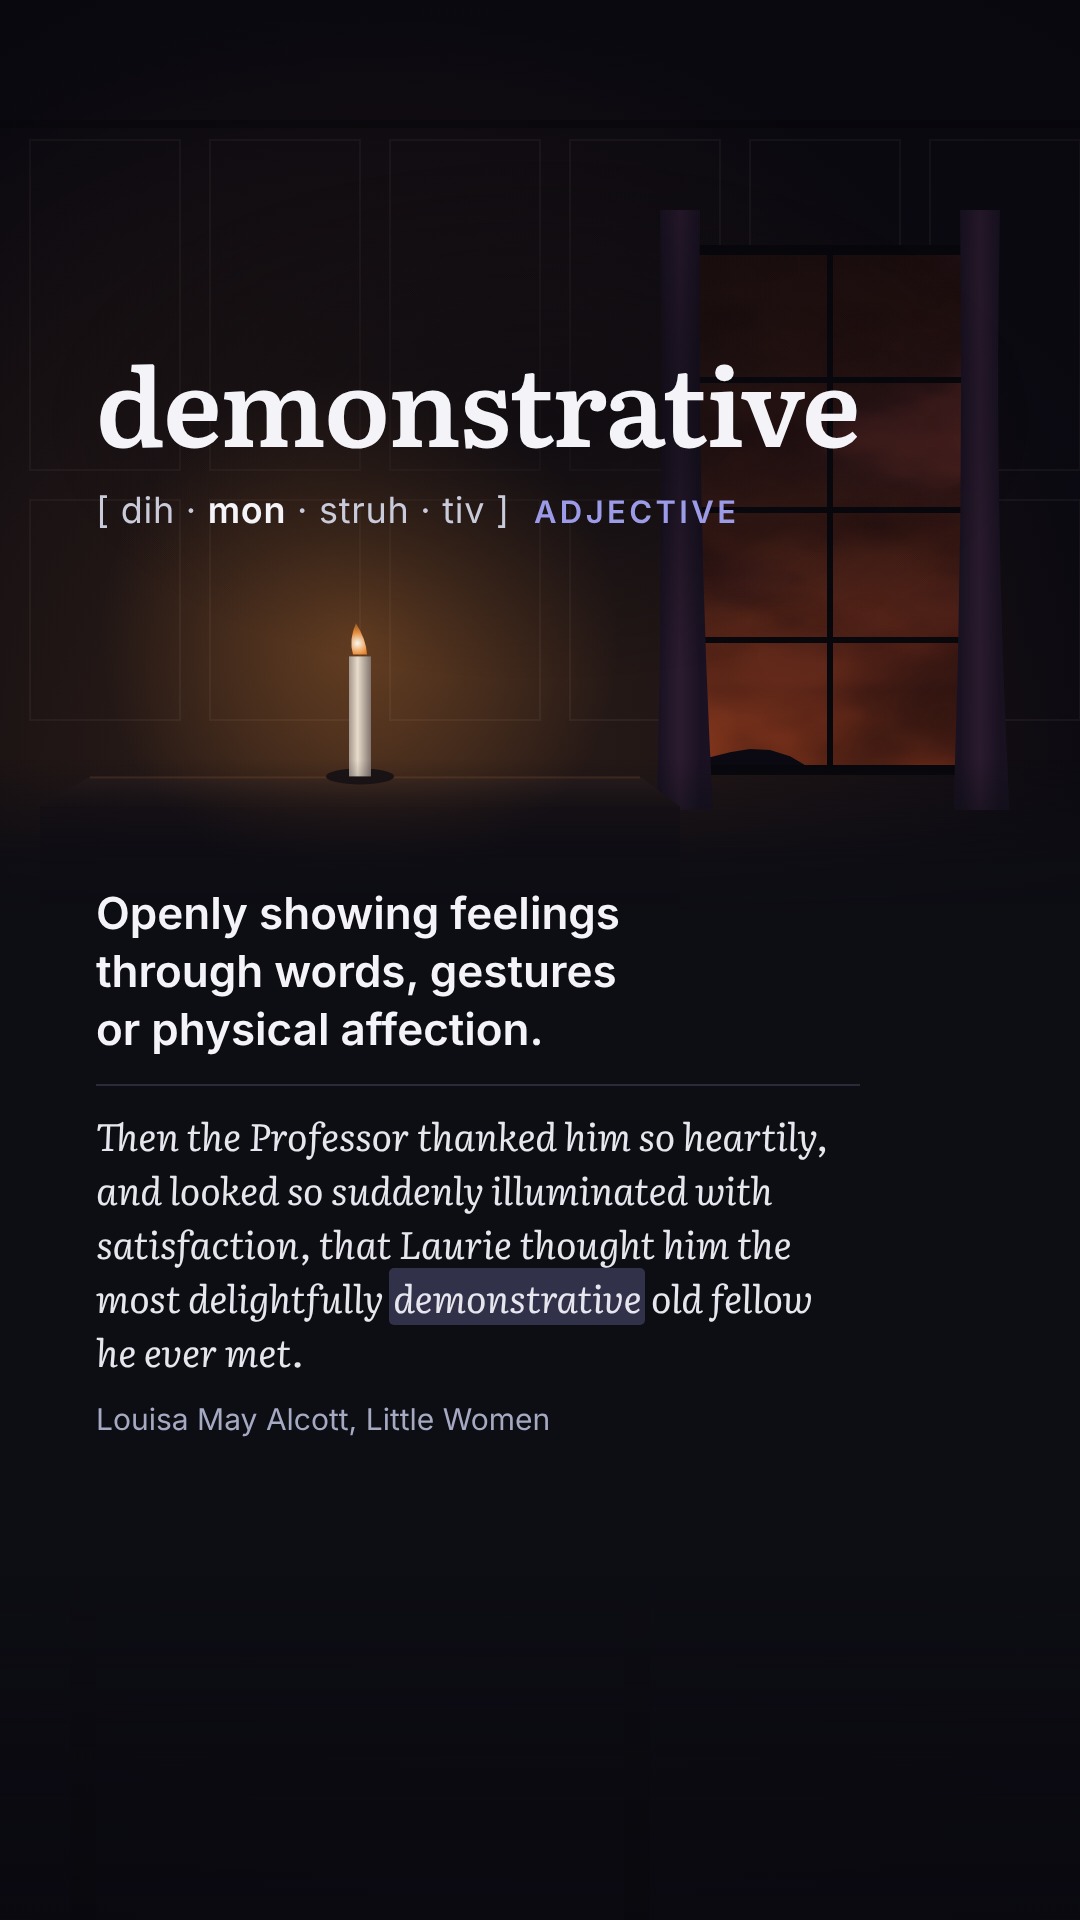 demonstrative
[ dih · mon · struh · tiv ] ADJECTIVE
Openly showing feelings
through words, gestures
or physical affection.
Then the Professor thanked him so heartily,
and looked so suddenly illuminated with
satisfaction, that Laurie thought him the
most delightfully demonstrative old fellow
he ever met.
Louisa May Alcott, Little Women